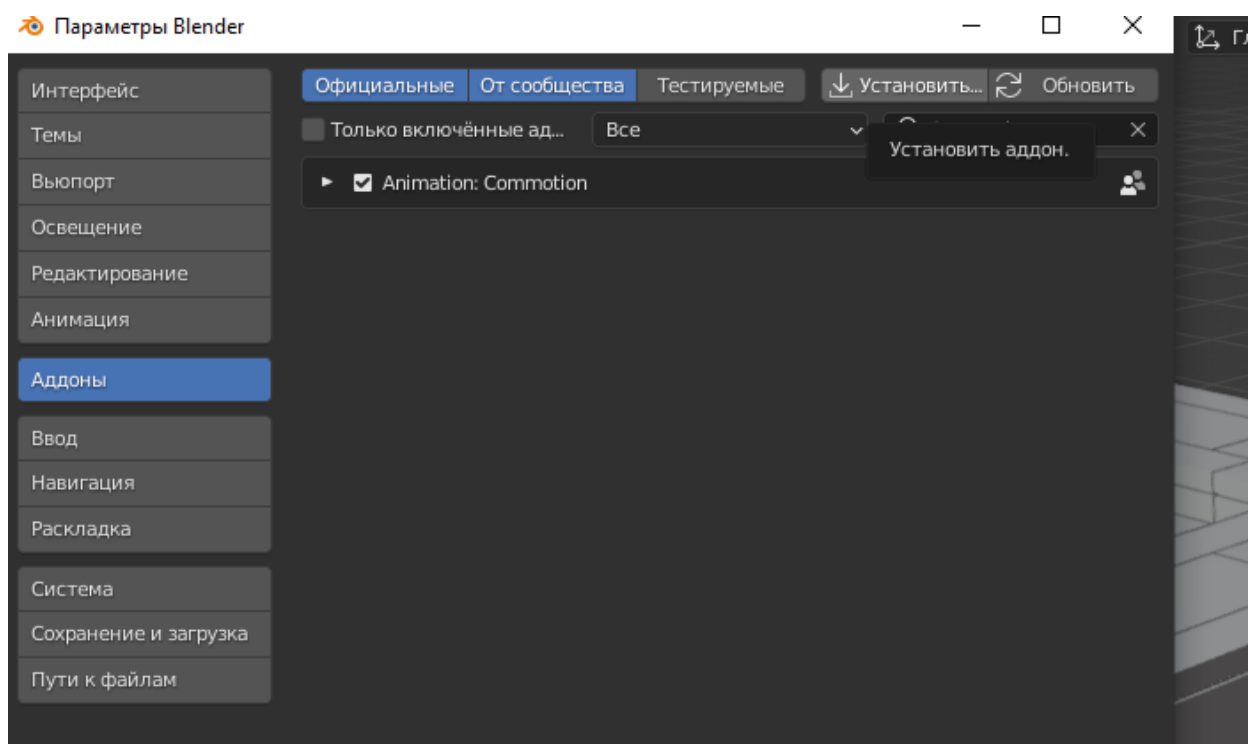 Параметры Blender
Интерфейс
Темы
Вьюпорт
Освещение
Редактирование
Анимация
Аддоны
Ввод
Навигация
Раскладка
Система
Сохранение и загрузка
Пути к файлам
Официальные От сообщества Тестируемые Установить... Обновить
Только включённые ад... Все
Установить аддон.
Animation: Commotion